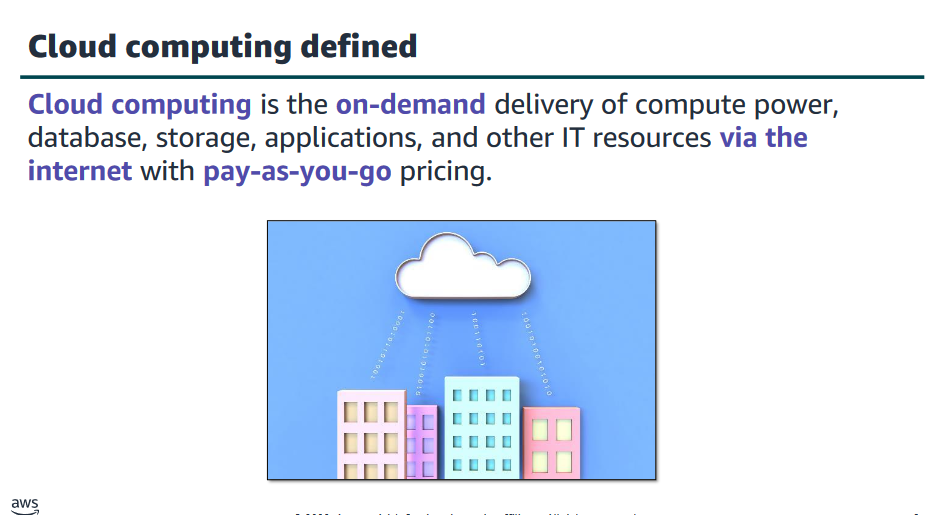 Cloud computing defined
Cloud computing is the on-demand delivery of compute power,
database, storage, applications, and other IT resources via the
internet with pay-as-you-go pricing.
aws